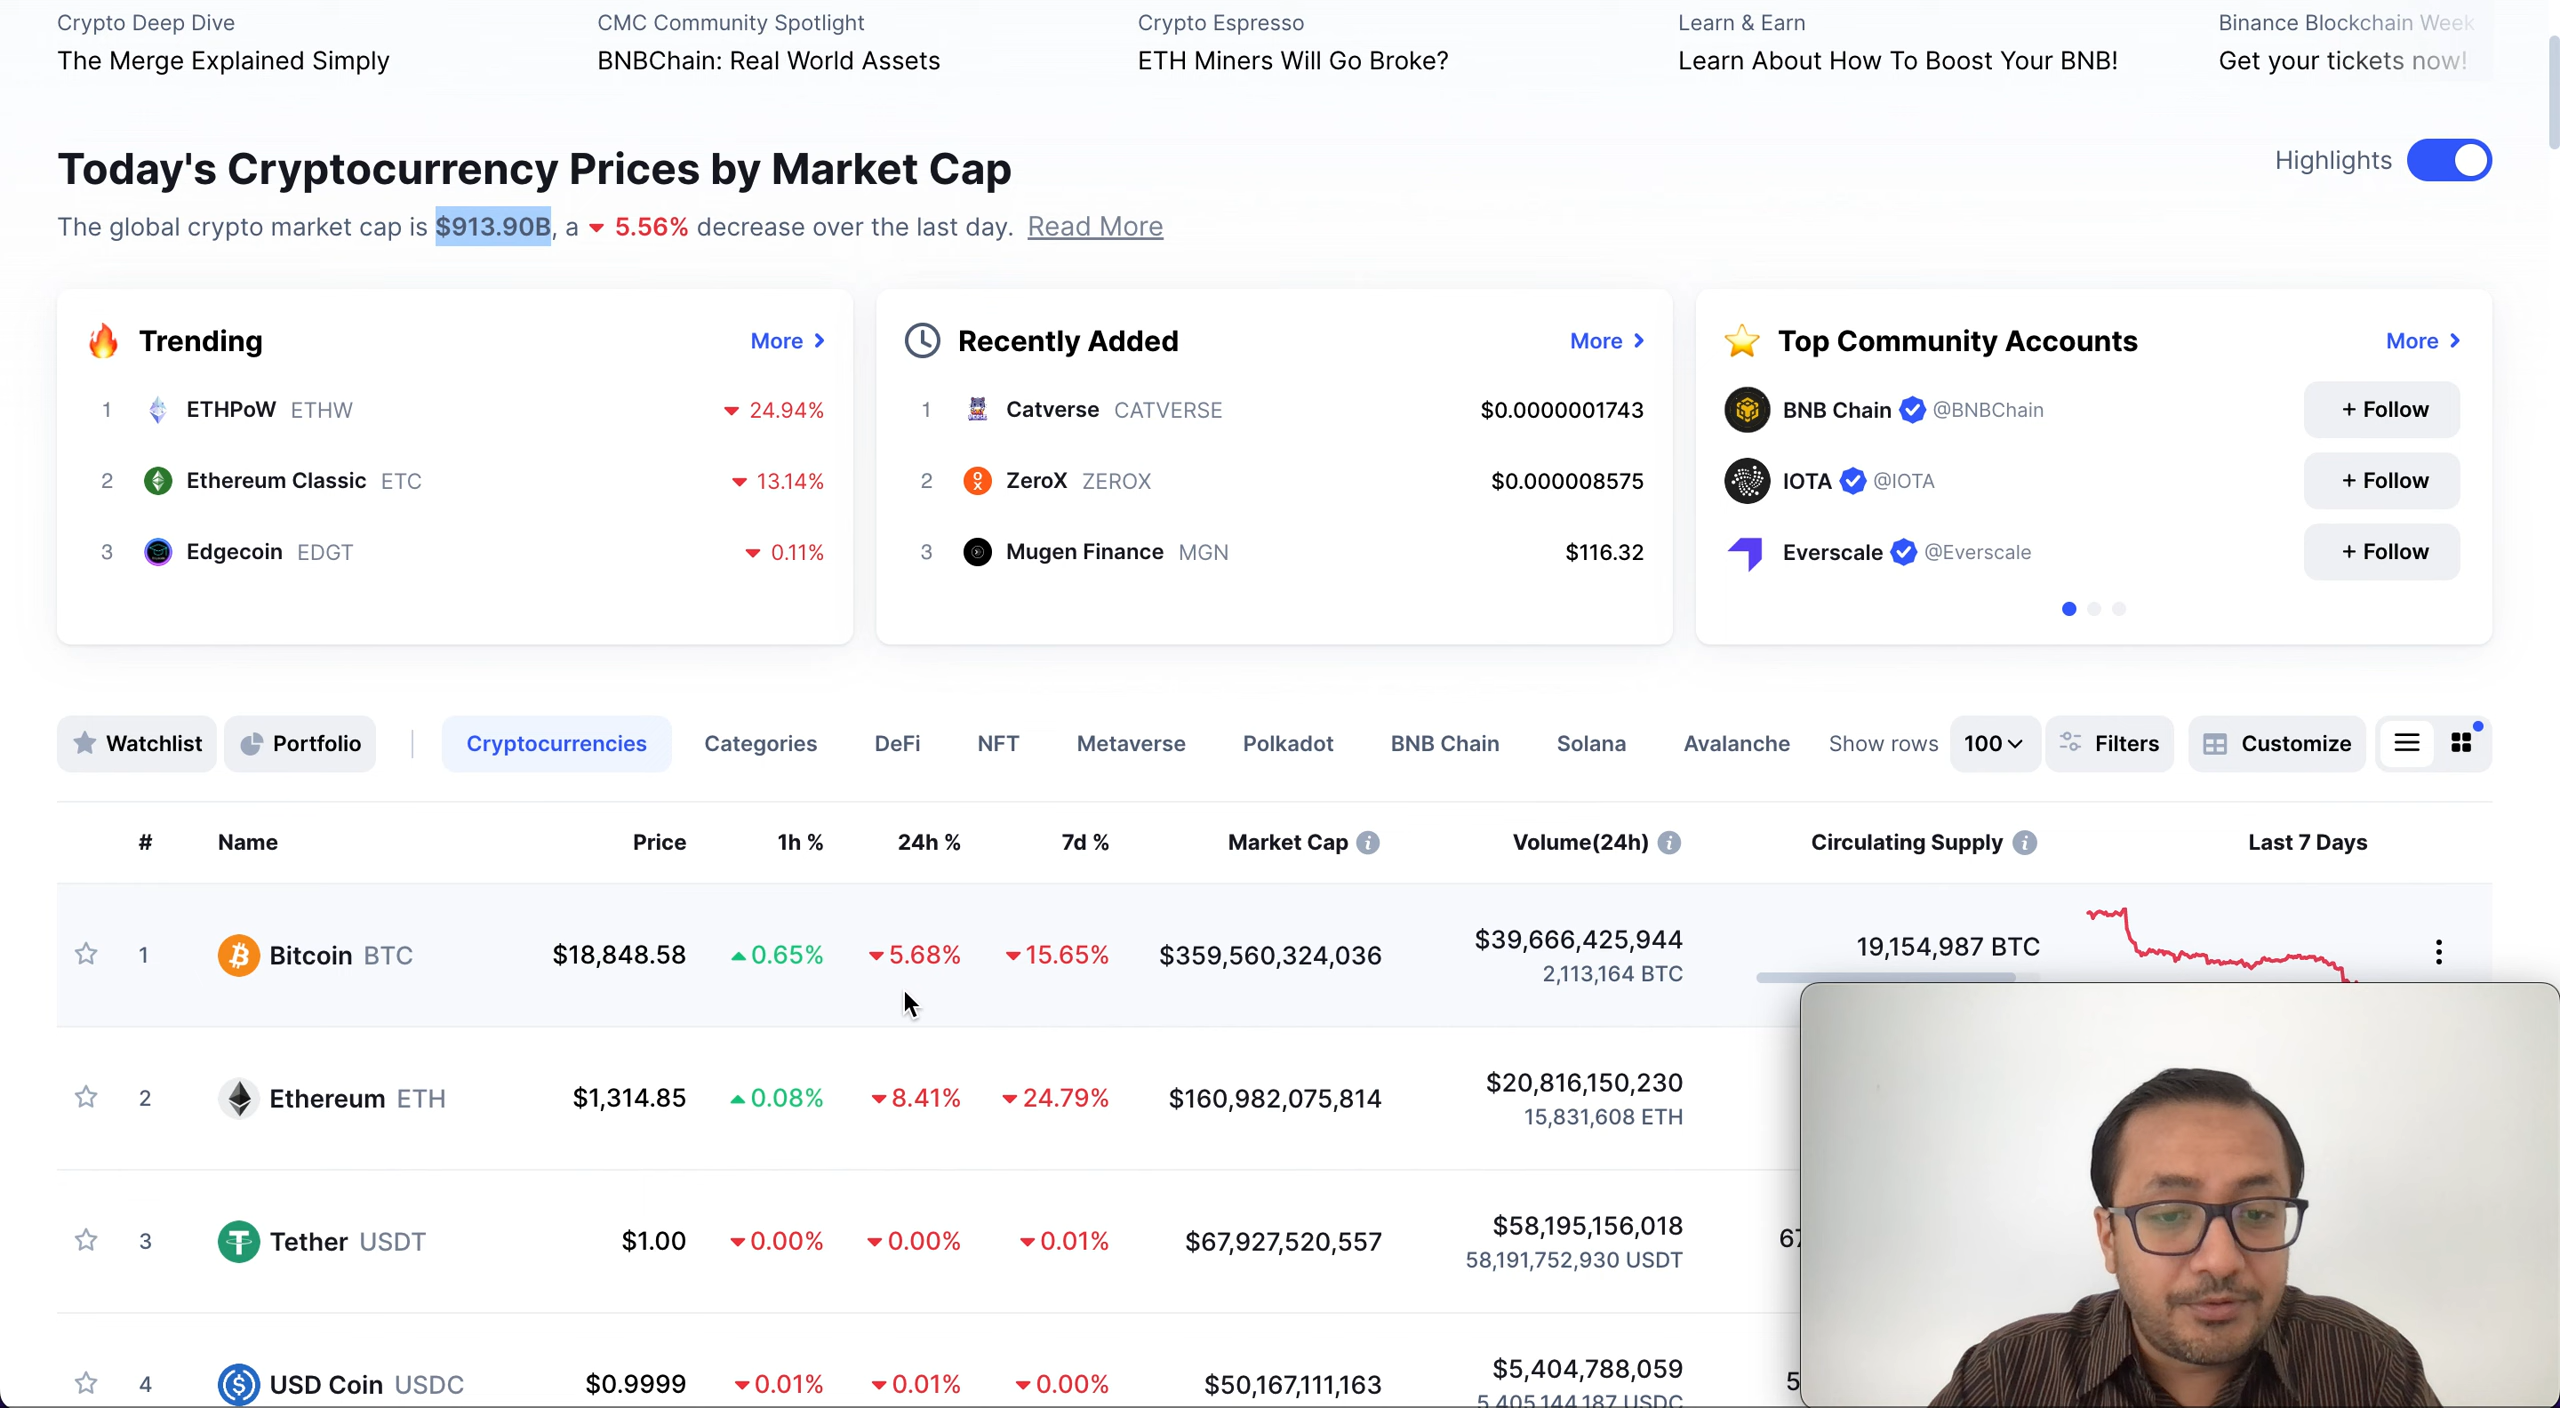 Crypto Deep Dive
The Merge Explained Simply
CMC Community Spotlight
BNBChain: Real World Assets
Crypto Espresso
ETH Miners Will Go Broke?
Learn & Earn
Learn About How To Boost Your BNB!
Binance Blockchain Week
Get your tickets now!
Today's Cryptocurrency Prices by Market Cap
Highlights
The global crypto market cap is $913.90B, a 5.56% decrease over the last day. Read More
Trending More
1 ETHPoW ETHW 24.94%
2 Ethereum Classic ETC 13.14%
3 Edgecoin EDGT 0.11%
Recently Added More
1 Catverse CATVERSE $0.0000001743
2 ZeroX ZEROX $0.000008575
3 Mugen Finance MGN $116.32
Top Community Accounts More
BNB Chain @BNBChain + Follow
IOTA @IOTA + Follow
Everscale @Everscale + Follow
Watchlist Portfolio Cryptocurrencies Categories DeFi NFT Metaverse Polkadot BNB Chain Solana Avalanche Show rows 100 Filters Customize
# Name Price 1h % 24h % 7d % Market Cap Volume(24h) Circulating Supply Last 7 Days
1 Bitcoin BTC $18,848.58 0.65% 5.68% 15.65% $359,560,324,036 $39,666,425,944 19,154,987 BTC
2,113,164 BTC
2 Ethereum ETH $1,314.85 0.08% 8.41% 24.79% $160,982,075,814 $20,816,150,230
15,831,608 ETH
3 Tether USDT $1.00 0.00% 0.00% 0.01% $67,927,520,557 $58,195,156,018
58,191,752,930 USDT
4 USD Coin USDC $0.9999 0.01% 0.01% 0.00% $50,167,111,163 $5,404,788,059
5,405,144,187 USDC